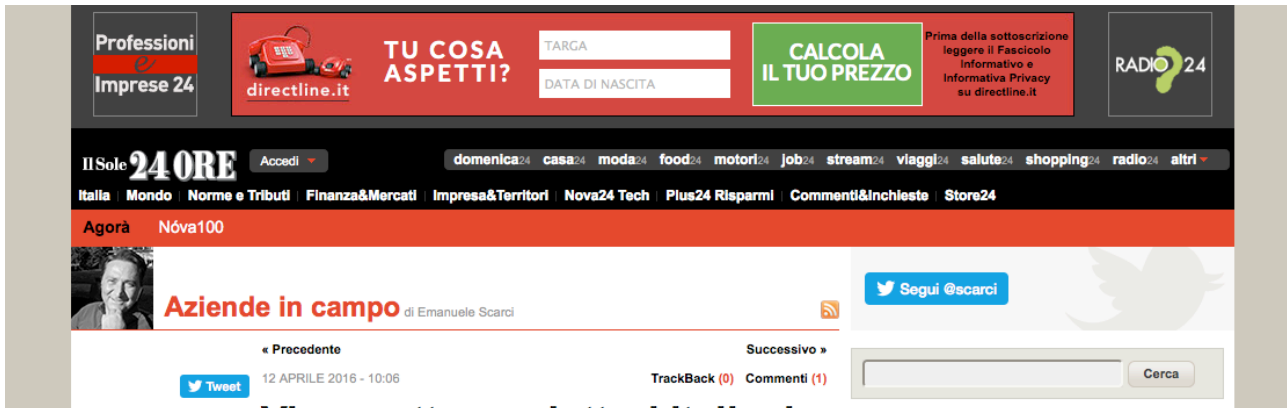 Professioni
e
Imprese 24
directline.it
TU COSA
ASPETTI?
TARGA
DATA DI NASCITA
CALCOLA
IL TUO PREZZO
Prima della sottoscrizione
leggere il Fascicolo
Informativo e
Informativa Privacy
su directline.it
RADIO 24
Il Sole 24 ORE
Accedi
domenica24 casa24 moda24 food24 motori24 job24 stream24 viaggi24 salute24 shopping24 radio24 altri
Italia Mondo Norme e Tributi Finanza&Mercati Impresa&Territori Nova24 Tech Plus24 Risparmi Commenti&Inchieste Store24
Agorà Nóva100
Aziende in campo di Emanuele Scarci
Segui @scarci
« Precedente Successivo »
Tweet 12 APRILE 2016 - 10:06 TrackBack (0) Commenti (1)
Cerca